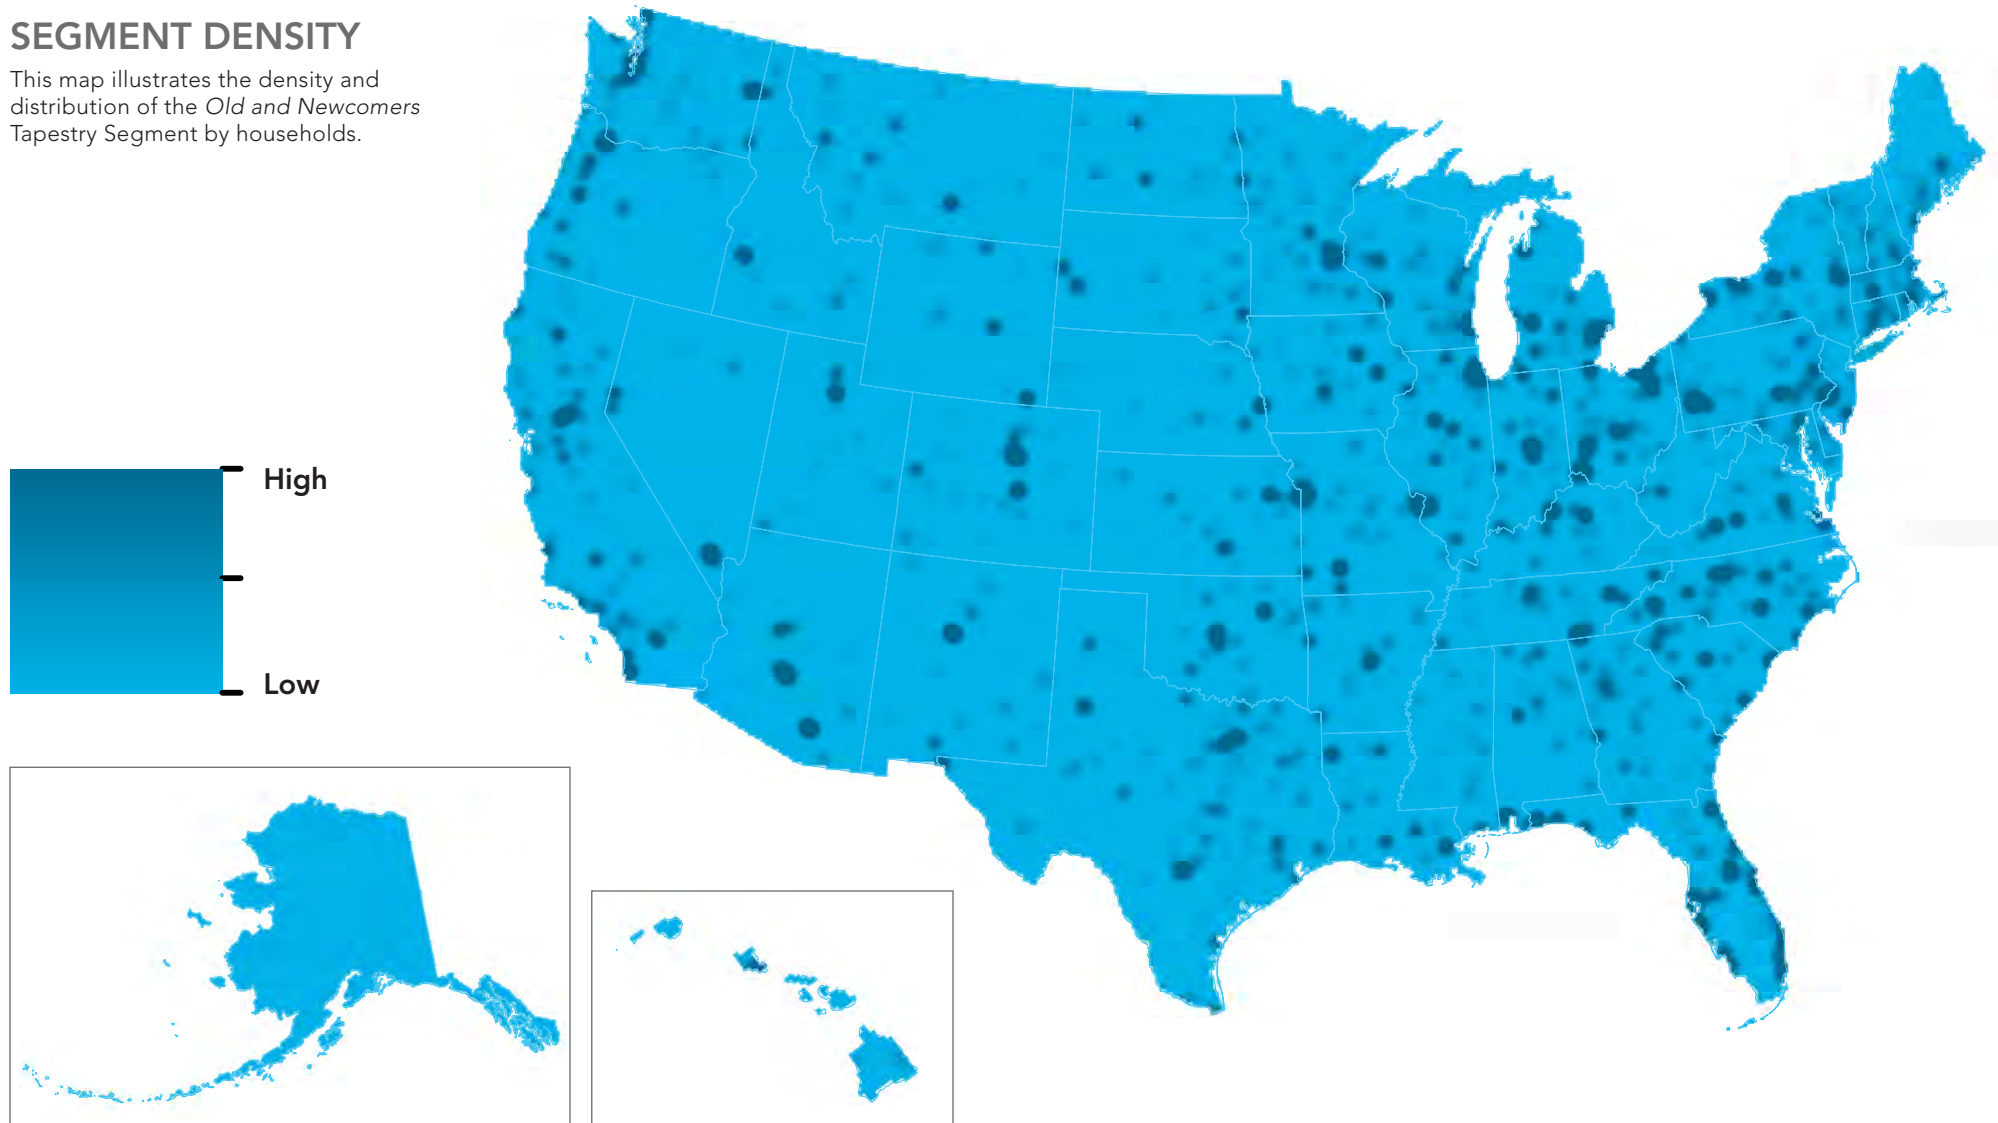 SEGMENT DENSITY
This map illustrates the density and
distribution of the Old and Newcomers
Tapestry Segment by households.
High
Low